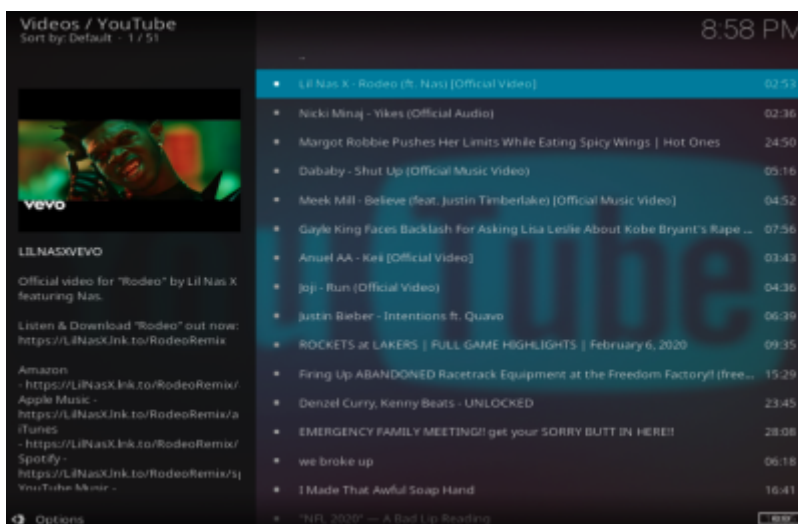 Videos / YouTube
Sort by: Default · 1 / 51
8:58 PM
..
Lil Nas X - Rodeo (ft. Nas) [Official Video] 02:53
Nicki Minaj - Yikes (Official Audio) 02:36
Margot Robbie Pushes Her Limits While Eating Spicy Wings | Hot Ones 24:50
Dababy - Shut Up (Official Music Video) 05:16
Meek Mill - Believe (feat. Justin Timberlake) [Official Music Video] 04:52
Gayle King Faces Backlash For Asking Lisa Leslie About Kobe Bryant's Rape ... 07:56
Anuel AA - Keii [Official Video] 03:43
Joji - Run (Official Video) 04:36
Justin Bieber - Intentions ft. Quavo 06:39
ROCKETS at LAKERS | FULL GAME HIGHLIGHTS | February 6, 2020 09:35
Firing Up ABANDONED Racetrack Equipment at the Freedom Factory!! (free... 15:29
Denzel Curry, Kenny Beats - UNLOCKED 23:45
EMERGENCY FAMILY MEETING!! get your SORRY BUTT IN HERE!! 28:08
we broke up 06:18
I Made That Awful Soap Hand 16:41
"NFL 2020" — A Bad Lip Reading
vevo
LILNASXVEVO
Official video for "Rodeo" by Lil Nas X
featuring Nas.
Listen & Download "Rodeo" out now:
https://LilNasX.lnk.to/RodeoRemix
Amazon
- https://LilNasX.lnk.to/RodeoRemix/
Apple Music -
https://LilNasX.lnk.to/RodeoRemix/a
iTunes
- https://LilNasX.lnk.to/RodeoRemix/
Spotify -
https://LilNasX.lnk.to/RodeoRemix/sp
YouTube Music -
Options
Tube